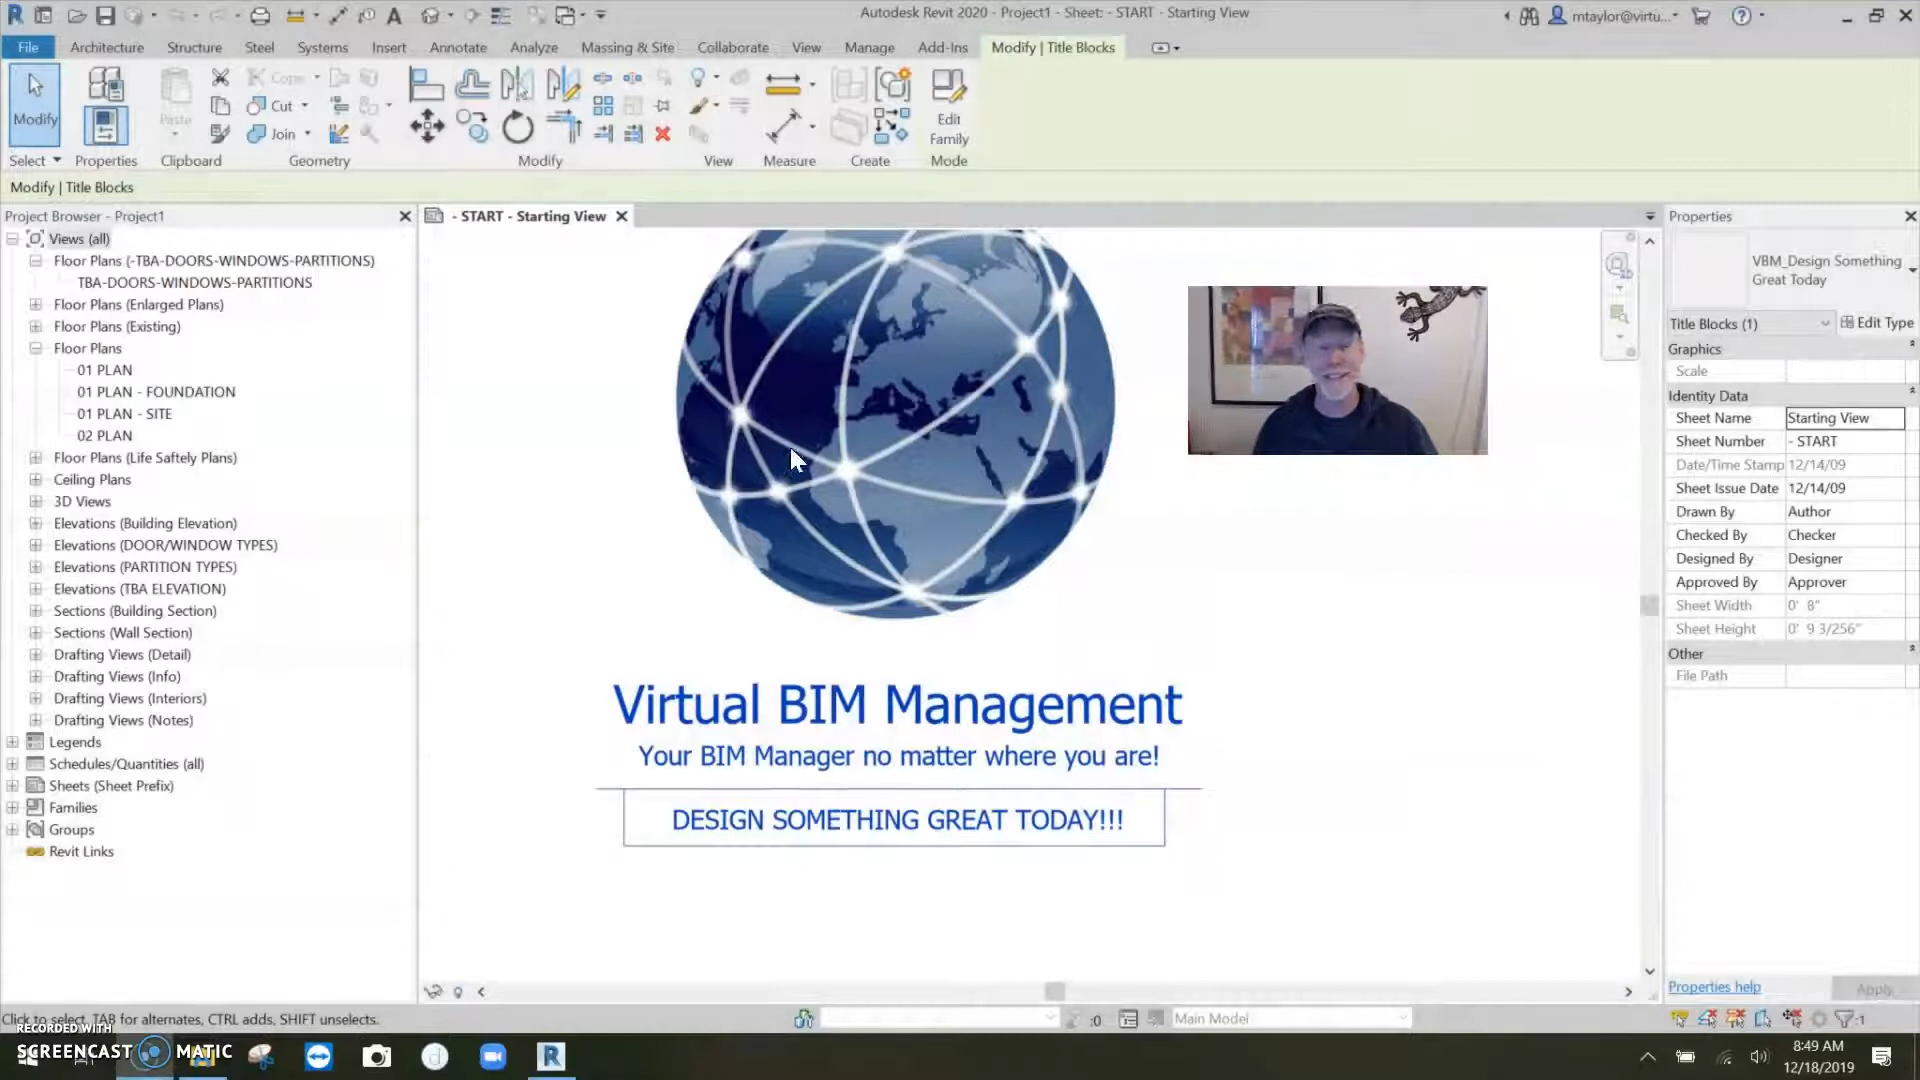 Autodesk Revit 2020 - Project1 - Sheet: - START - Starting View
mtaylor@virtu...
File Architecture Structure Steel Systems Insert Annotate Analyze Massing & Site Collaborate View Manage Add-Ins Modify | Title Blocks
Modify
Paste
Cope
Cut
Join
Edit
Family
Select Properties Clipboard Geometry Modify View Measure Create Mode
Modify | Title Blocks
Project Browser - Project1
Views (all)
Floor Plans (-TBA-DOORS-WINDOWS-PARTITIONS)
TBA-DOORS-WINDOWS-PARTITIONS
Floor Plans (Enlarged Plans)
Floor Plans (Existing)
Floor Plans
01 PLAN
01 PLAN - FOUNDATION
01 PLAN - SITE
02 PLAN
Floor Plans (Life Saftely Plans)
Ceiling Plans
3D Views
Elevations (Building Elevation)
Elevations (DOOR/WINDOW TYPES)
Elevations (PARTITION TYPES)
Elevations (TBA ELEVATION)
Sections (Building Section)
Sections (Wall Section)
Drafting Views (Detail)
Drafting Views (Info)
Drafting Views (Interiors)
Drafting Views (Notes)
Legends
Schedules/Quantities (all)
Sheets (Sheet Prefix)
Families
Groups
Revit Links
- START - Starting View
Virtual BIM Management
Your BIM Manager no matter where you are!
DESIGN SOMETHING GREAT TODAY!!!
Properties
VBM_Design Something
Great Today
Title Blocks (1) Edit Type
Graphics
Scale
Identity Data
Sheet Name Starting View
Sheet Number - START
Date/Time Stamp 12/14/09
Sheet Issue Date 12/14/09
Drawn By Author
Checked By Checker
Designed By Designer
Approved By Approver
Sheet Width 0' 8"
Sheet Height 0' 9 3/256"
Other
File Path
Properties help Apply
Click to select, TAB for alternates, CTRL adds, SHIFT unselects.
:0
Main Model
:1
RECORDED WITH
SCREENCAST MATIC
8:49 AM
12/18/2019